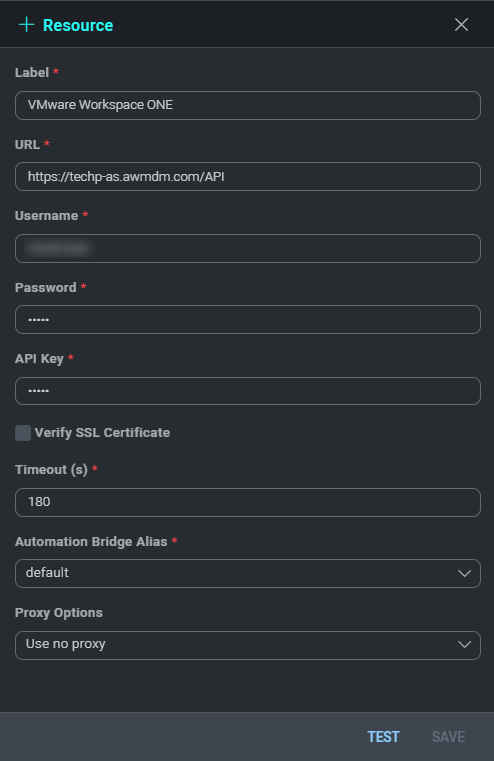 + Resource
Label *
VMware Workspace ONE
URL *
https://techp-as.awmdm.com/API
Username *
Password *
•••••
API Key *
•••••
Verify SSL Certificate
Timeout (s) *
180
Automation Bridge Alias *
default
Proxy Options
Use no proxy
TEST SAVE